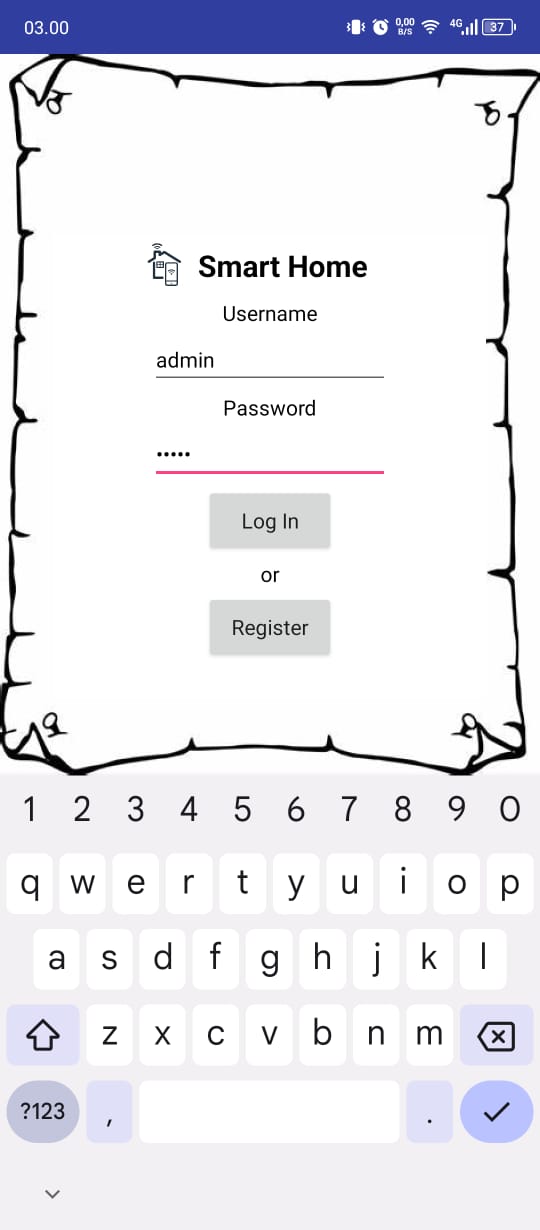 03.00
0,00 B/S 4G 37
Smart Home
Username
admin
Password
•••••
Log In
or
Register
1 2 3 4 5 6 7 8 9 0
q w e r t y u i o p
a s d f g h j k l
z x c v b n m
?123 , .